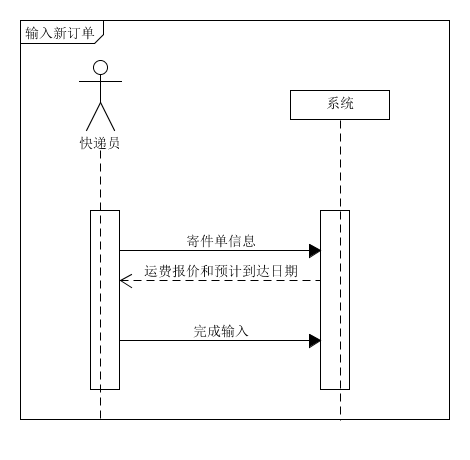 输入新订单
系统
快递员
寄件单信息
运费报价和预计到达日期
完成输入